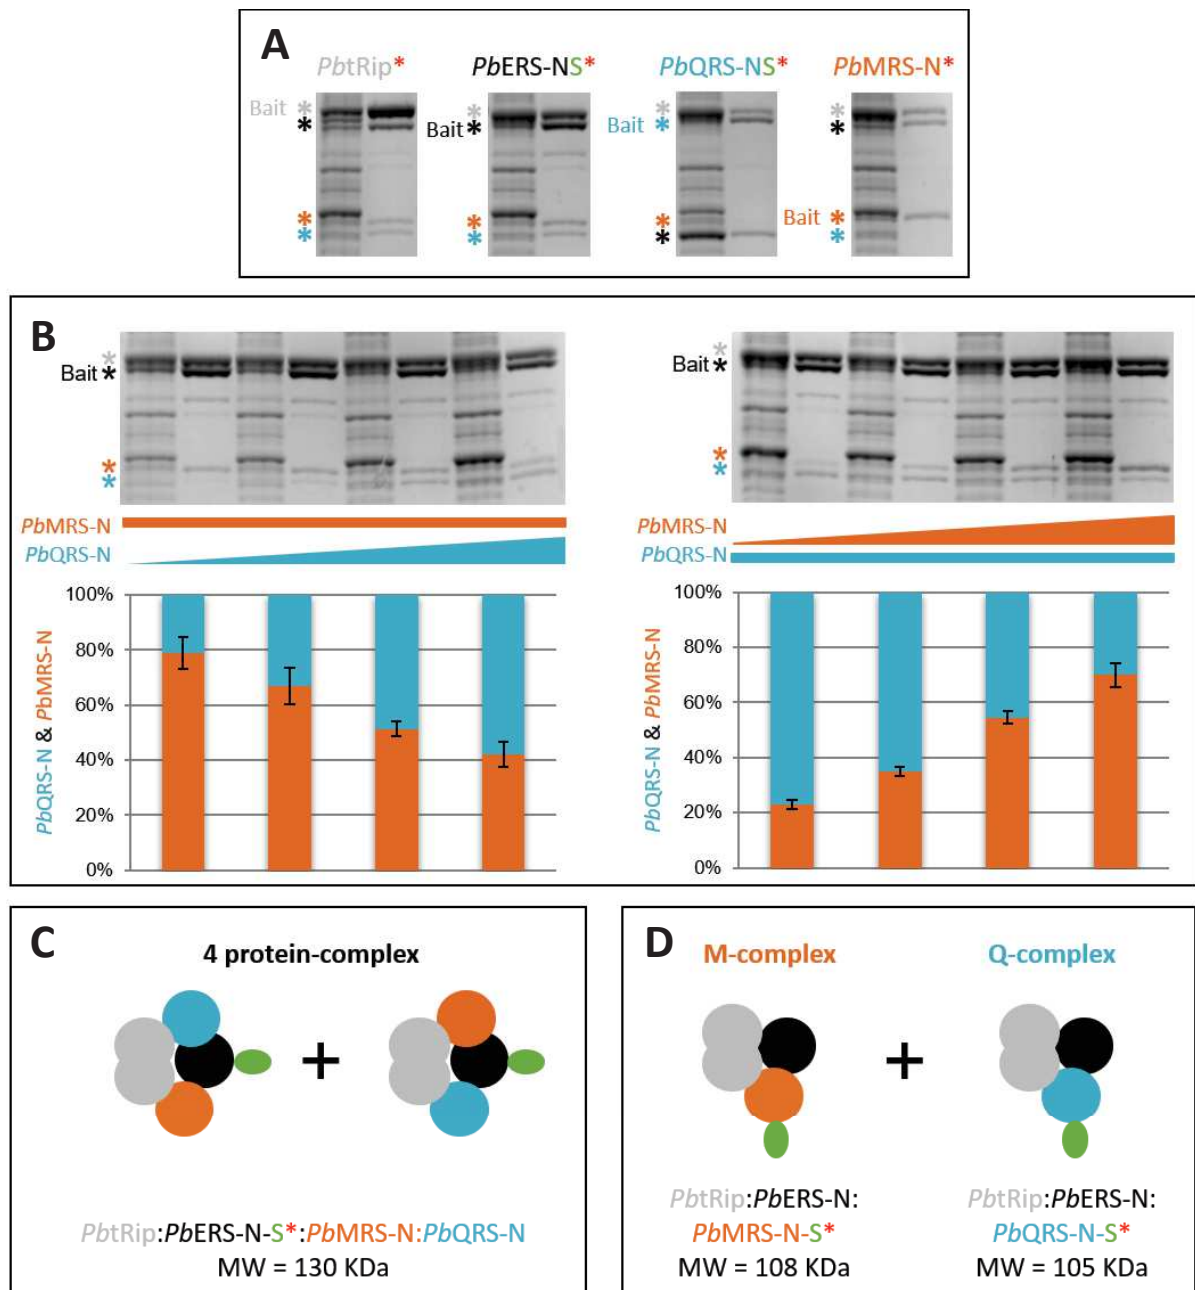 A
PbtRip* PbERS-NS* PbQRS-NS* PbMRS-N*
Bait *
*
*
*
Bait *
*
*
*
Bait *
*
*
*
*
Bait *
*
B
*
Bait *
*
*
PbMRS-N
PbQRS-N
PbQRS-N & PbMRS-N
100%
80%
60%
40%
20%
0%
*
Bait *
*
*
PbMRS-N
PbQRS-N
PbQRS-N & PbMRS-N
100%
80%
60%
40%
20%
0%
C
4 protein-complex
+
PbtRip:PbERS-N-S*:PbMRS-N:PbQRS-N
MW = 130 KDa
D
M-complex
Q-complex
+
PbtRip:PbERS-N:
PbMRS-N-S*
MW = 108 KDa
PbtRip:PbERS-N:
PbQRS-N-S*
MW = 105 KDa